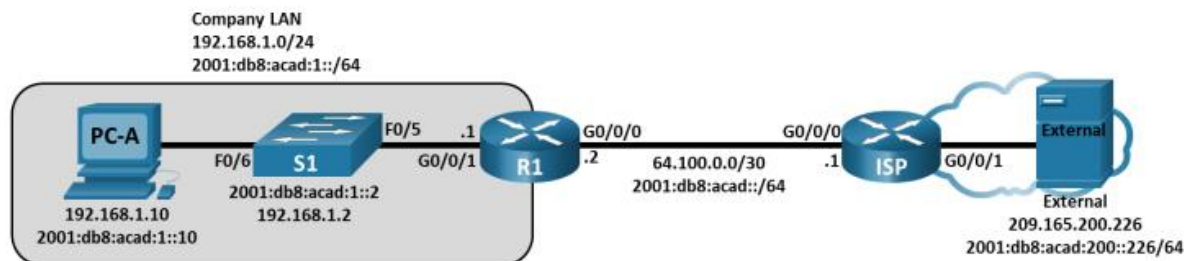 Company LAN
192.168.1.0/24
2001:db8:acad:1::/64
PC-A
F0/6
S1
F0/5
.1
G0/0/1
R1
G0/0/0
.2
64.100.0.0/30
2001:db8:acad::/64
G0/0/0
.1
ISP
G0/0/1
External
2001:db8:acad:1::2
192.168.1.2
192.168.1.10
2001:db8:acad:1::10
External
209.165.200.226
2001:db8:acad:200::226/64